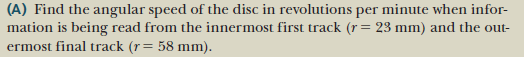 (A) Find the angular speed of the disc in revolutions per minute when infor-
mation is being read from the innermost first track (r = 23 mm) and the out-
ermost final track (r = 58 mm).